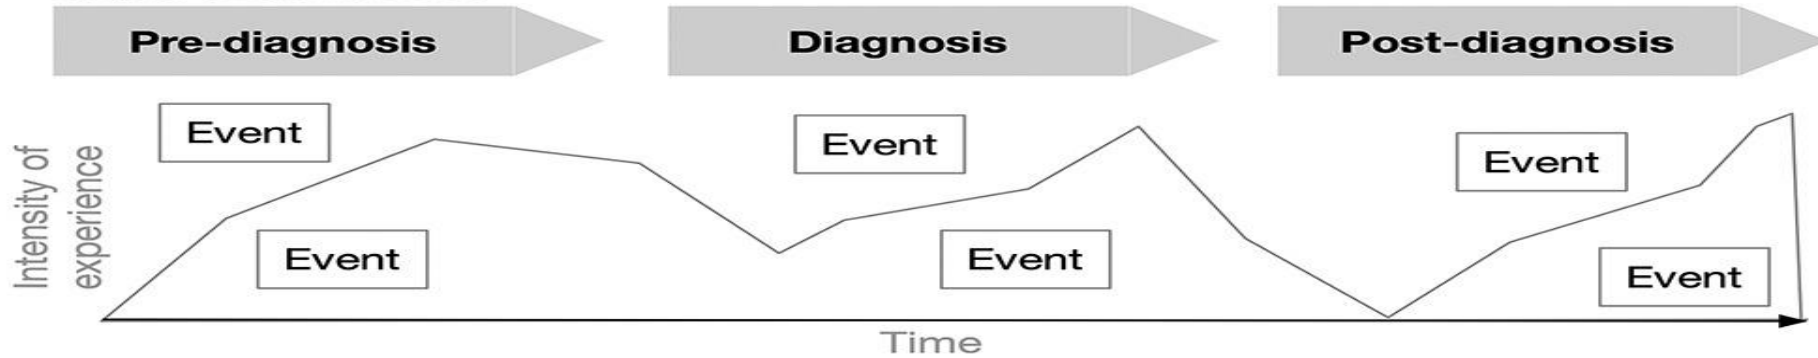 Pre-diagnosis
Diagnosis
Post-diagnosis
Event
Event
Event
Event
Event
Event
Intensity of
experience
Time